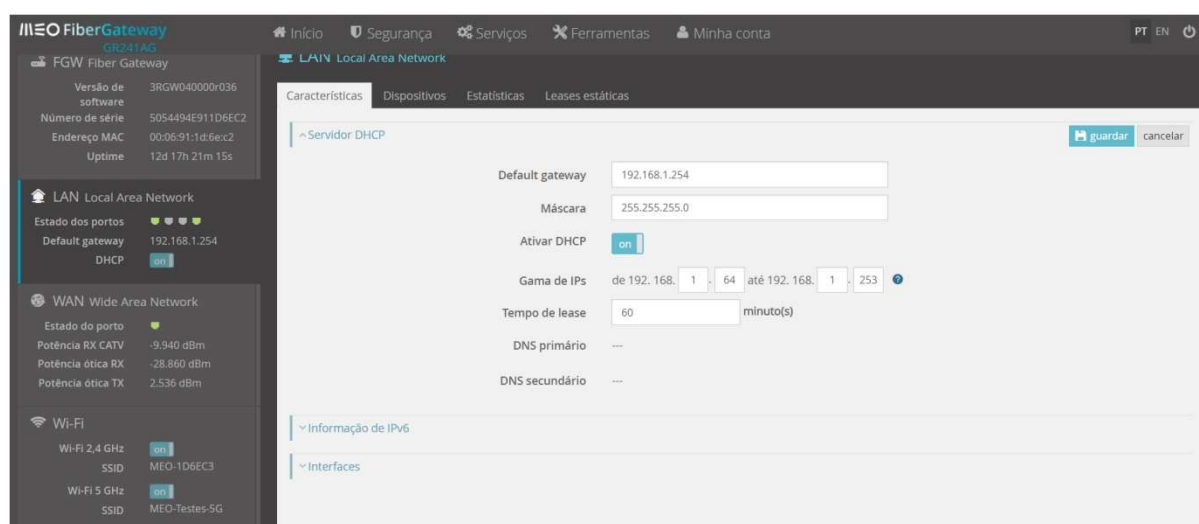 MEO FiberGateway
GR241AG
Início Segurança Serviços Ferramentas Minha conta
PT EN
FGW Fiber Gateway
Versão de software 3RGW040000r036
Número de série 5054494E911D6EC2
Endereço MAC 00:06:91:1d:6e:c2
Uptime 12d 17h 21m 15s
LAN Local Area Network
Estado dos portos
Default gateway 192.168.1.254
DHCP on
WAN Wide Area Network
Estado do porto
Potência RX CATV -9.940 dBm
Potência ótica RX -28.860 dBm
Potência ótica TX 2.536 dBm
Wi-Fi
Wi-Fi 2,4 GHz on
SSID MEO-1D6EC3
Wi-Fi 5 GHz on
SSID MEO-Testes-5G
LAN Local Area Network
Características Dispositivos Estatísticas Leases estáticas
Servidor DHCP guardar cancelar
Default gateway 192.168.1.254
Máscara 255.255.255.0
Ativar DHCP on
Gama de IPs de 192. 168. 1 . 64 até 192. 168. 1 . 253 ?
Tempo de lease 60 minuto(s)
DNS primário ---
DNS secundário ---
Informação de IPv6
Interfaces